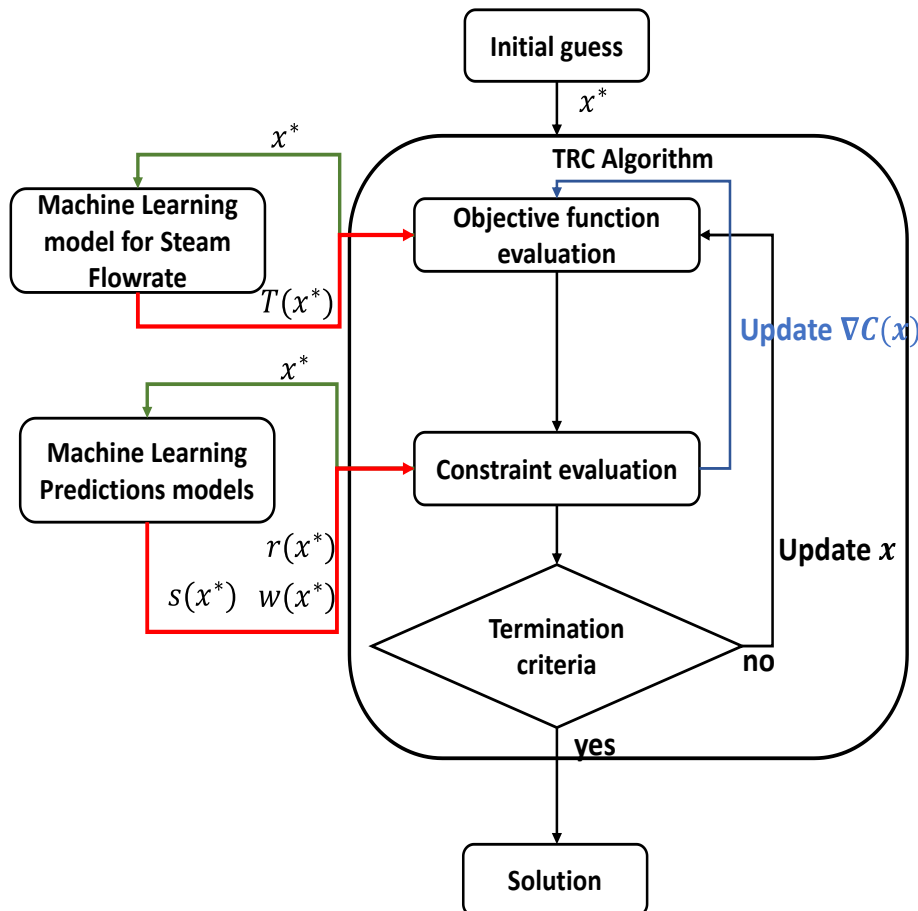 Initial guess
x*
TRC Algorithm
x*
Machine Learning
model for Steam
Flowrate
T(x*)
Objective function
evaluation
Update ∇C(x)
x*
Machine Learning
Predictions models
r(x*)
s(x*) w(x*)
Constraint evaluation
Update x
Termination
criteria
no
yes
Solution